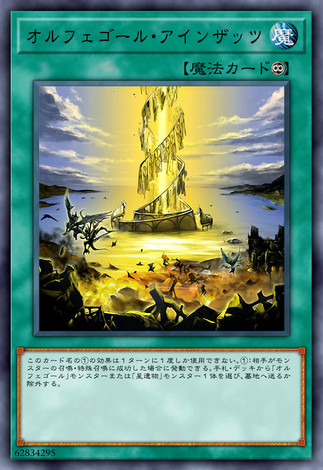 オルフェゴール・アインザッツ
魔
【魔法カード】
このカード名の①の効果は1ターンに1度しか使用できない。①:相手がモン
スターの召喚・特殊召喚に成功した場合に発動できる。手札・デッキから「オル
フェゴール」モンスターまたは「星遺物」モンスター1体を選び、墓地へ送るか
除外する。
62834295